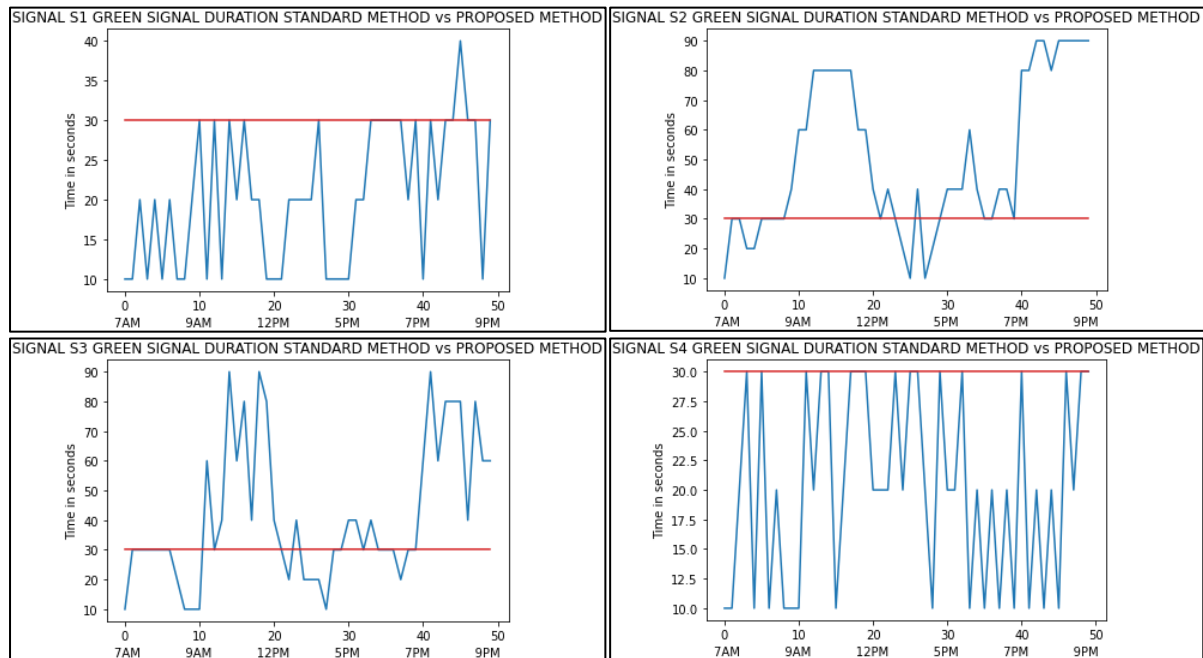 SIGNAL S1 GREEN SIGNAL DURATION STANDARD METHOD vs PROPOSED METHOD
40
35
30
25
20
15
10
Time in seconds
0 10 20 30 40 50
7AM 9AM 12PM 5PM 7PM 9PM
SIGNAL S2 GREEN SIGNAL DURATION STANDARD METHOD vs PROPOSED METHOD
90
80
70
60
50
40
30
20
10
Time in seconds
0 10 20 30 40 50
7AM 9AM 12PM 5PM 7PM 9PM
SIGNAL S3 GREEN SIGNAL DURATION STANDARD METHOD vs PROPOSED METHOD
90
80
70
60
50
40
30
20
10
Time in seconds
0 10 20 30 40 50
7AM 9AM 12PM 5PM 7PM 9PM
SIGNAL S4 GREEN SIGNAL DURATION STANDARD METHOD vs PROPOSED METHOD
30.0
27.5
25.0
22.5
20.0
17.5
15.0
12.5
10.0
Time in seconds
0 10 20 30 40 50
7AM 9AM 12PM 5PM 7PM 9PM